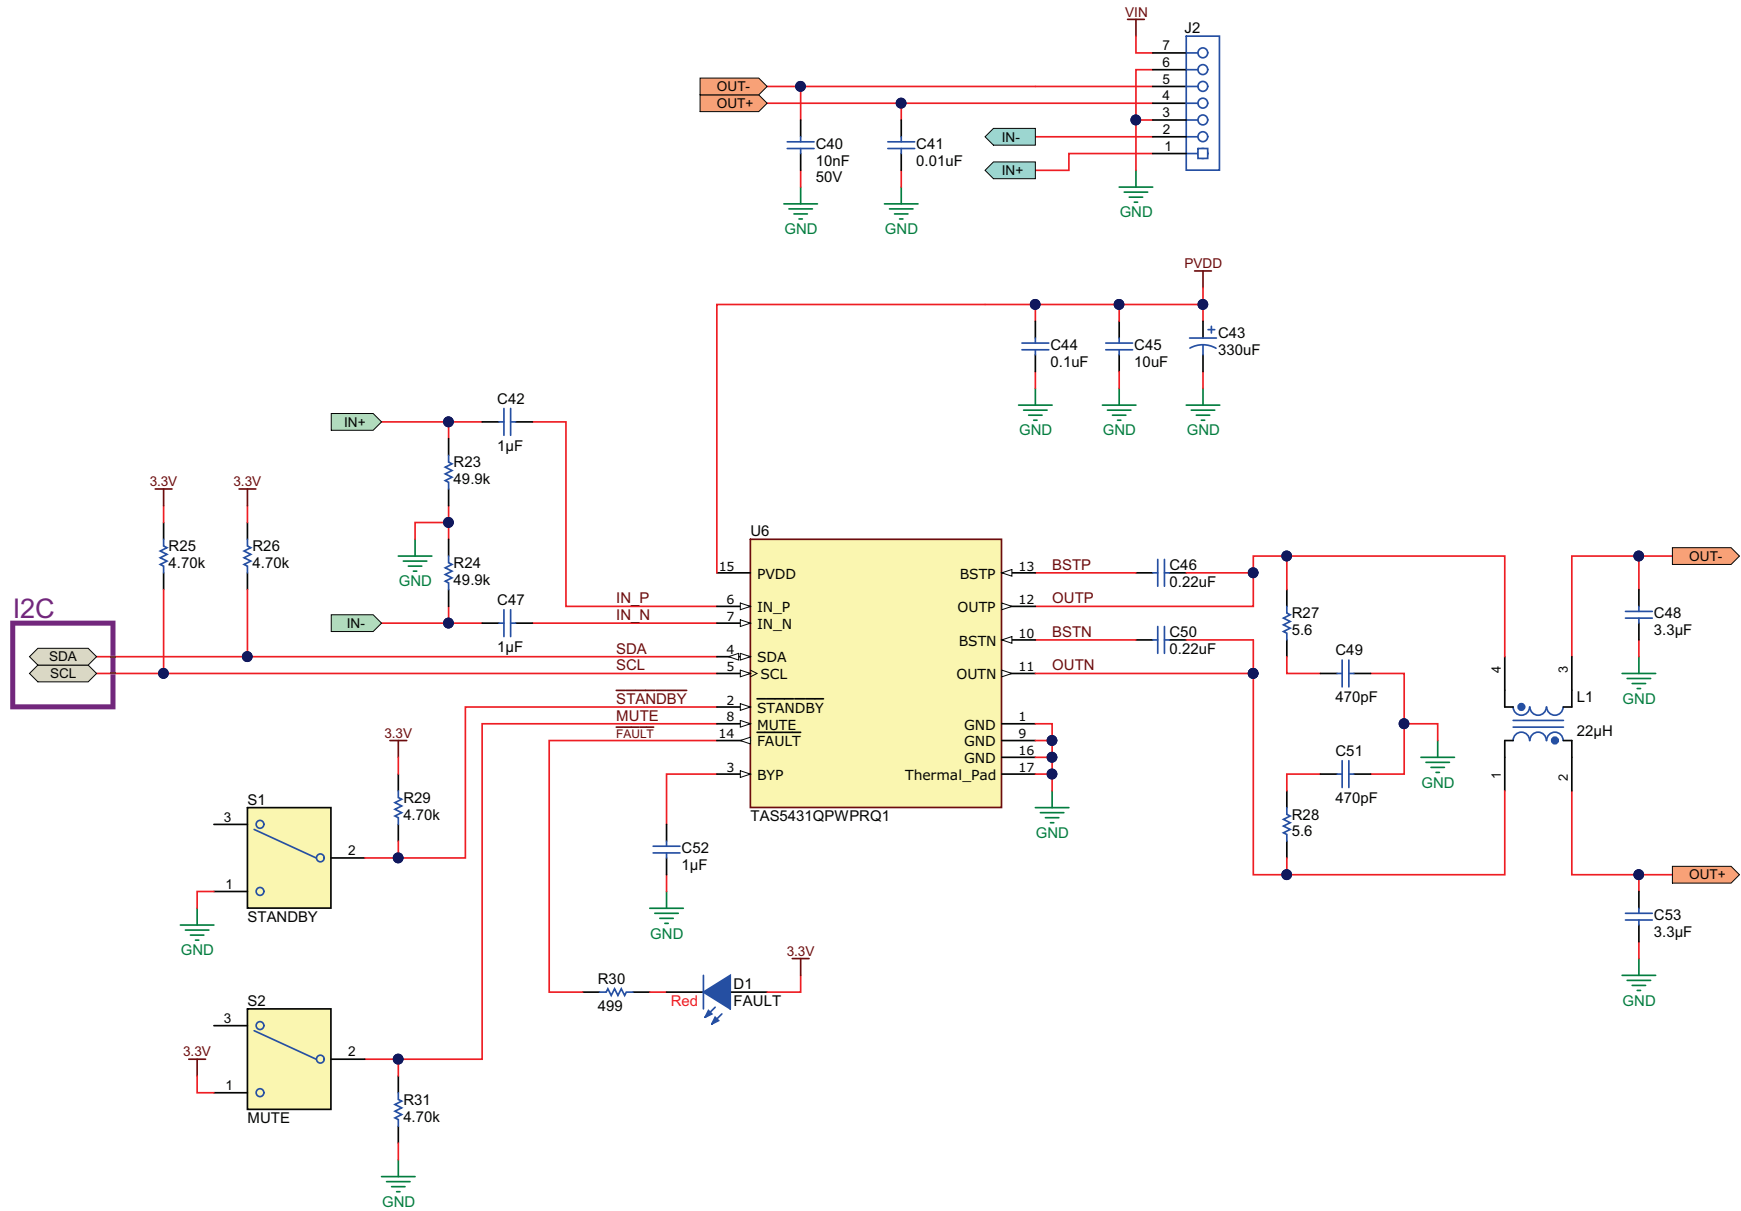 VIN
J2
7
6
5
4
3
2
1
OUT-
OUT+
IN-
IN+
C40
10nF
50V
C41
0.01uF
GND
GND
GND
PVDD
C44
0.1uF
C45
10uF
+
C43
330uF
GND
GND
GND
IN+
C42
1µF
R23
49.9k
GND
R24
49.9k
IN-
C47
1µF
3.3V
3.3V
R25
4.70k
R26
4.70k
I2C
SDA
SCL
U6
15 PVDD
IN_P 6 IN_P
IN_N 7 IN_N
SDA 4 SDA
SCL 5 SCL
STANDBY 2 STANDBY
MUTE 8 MUTE
FAULT 14 FAULT
3 BYP
BSTP 13 BSTP
OUTP 12 OUTP
BSTN 10 BSTN
OUTN 11 OUTN
GND 1
GND 9
GND 16
Thermal_Pad 17
TAS5431QPWPRQ1
GND
C46
0.22uF
C50
0.22uF
R27
5.6
C49
470pF
C51
470pF
R28
5.6
GND
4
3
L1
22µH
1
2
OUT-
C48
3.3µF
GND
OUT+
C53
3.3µF
GND
3.3V
R29
4.70k
S1
3
2
1
STANDBY
GND
C52
1µF
GND
3.3V
R30
499
Red
D1
FAULT
S2
3
3.3V
2
1
MUTE
R31
4.70k
GND